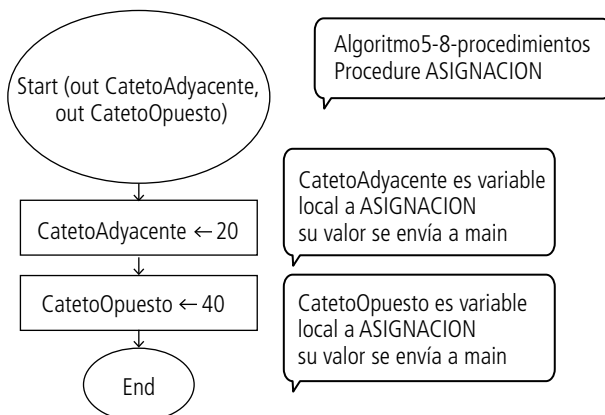 Start (out CatetoAdyacente,
out CatetoOpuesto)
Algoritmo5-8-procedimientos
Procedure ASIGNACION
CatetoAdyacente ← 20
CatetoAdyacente es variable
local a ASIGNACION
su valor se envía a main
CatetoOpuesto ← 40
CatetoOpuesto es variable
local a ASIGNACION
su valor se envía a main
End